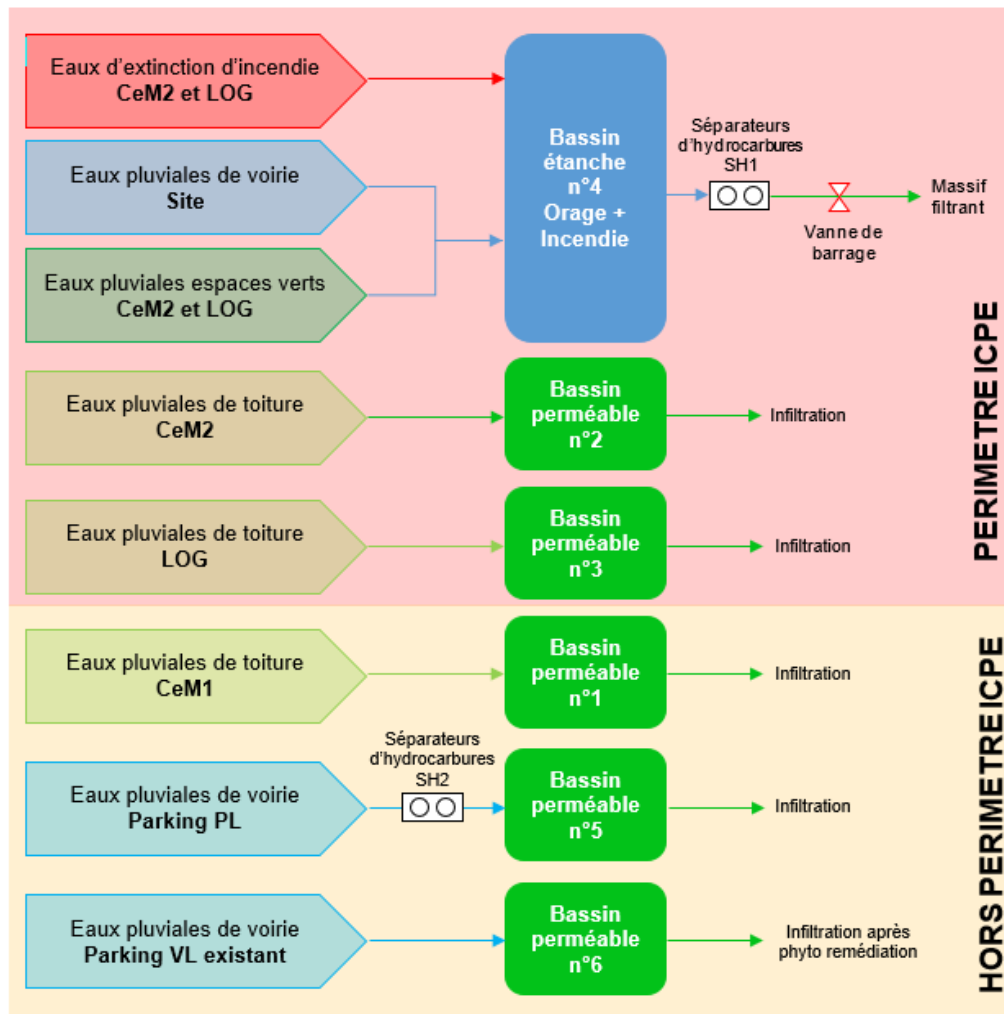 Eaux d'extinction d'incendie
CeM2 et LOG
Eaux pluviales de voirie
Site
Eaux pluviales espaces verts
CeM2 et LOG
Bassin
étanche
n°4
Orage +
Incendie
Séparateurs
d'hydrocarbures
SH1
Vanne de
barrage
Massif
filtrant
Eaux pluviales de toiture
CeM2
Bassin
perméable
n°2
Infiltration
Eaux pluviales de toiture
LOG
Bassin
perméable
n°3
Infiltration
PERIMETRE ICPE
Eaux pluviales de toiture
CeM1
Bassin
perméable
n°1
Infiltration
Eaux pluviales de voirie
Parking PL
Séparateurs
d'hydrocarbures
SH2
Bassin
perméable
n°5
Infiltration
Eaux pluviales de voirie
Parking VL existant
Bassin
perméable
n°6
Infiltration après
phyto remédiation
HORS PERIMETRE ICPE